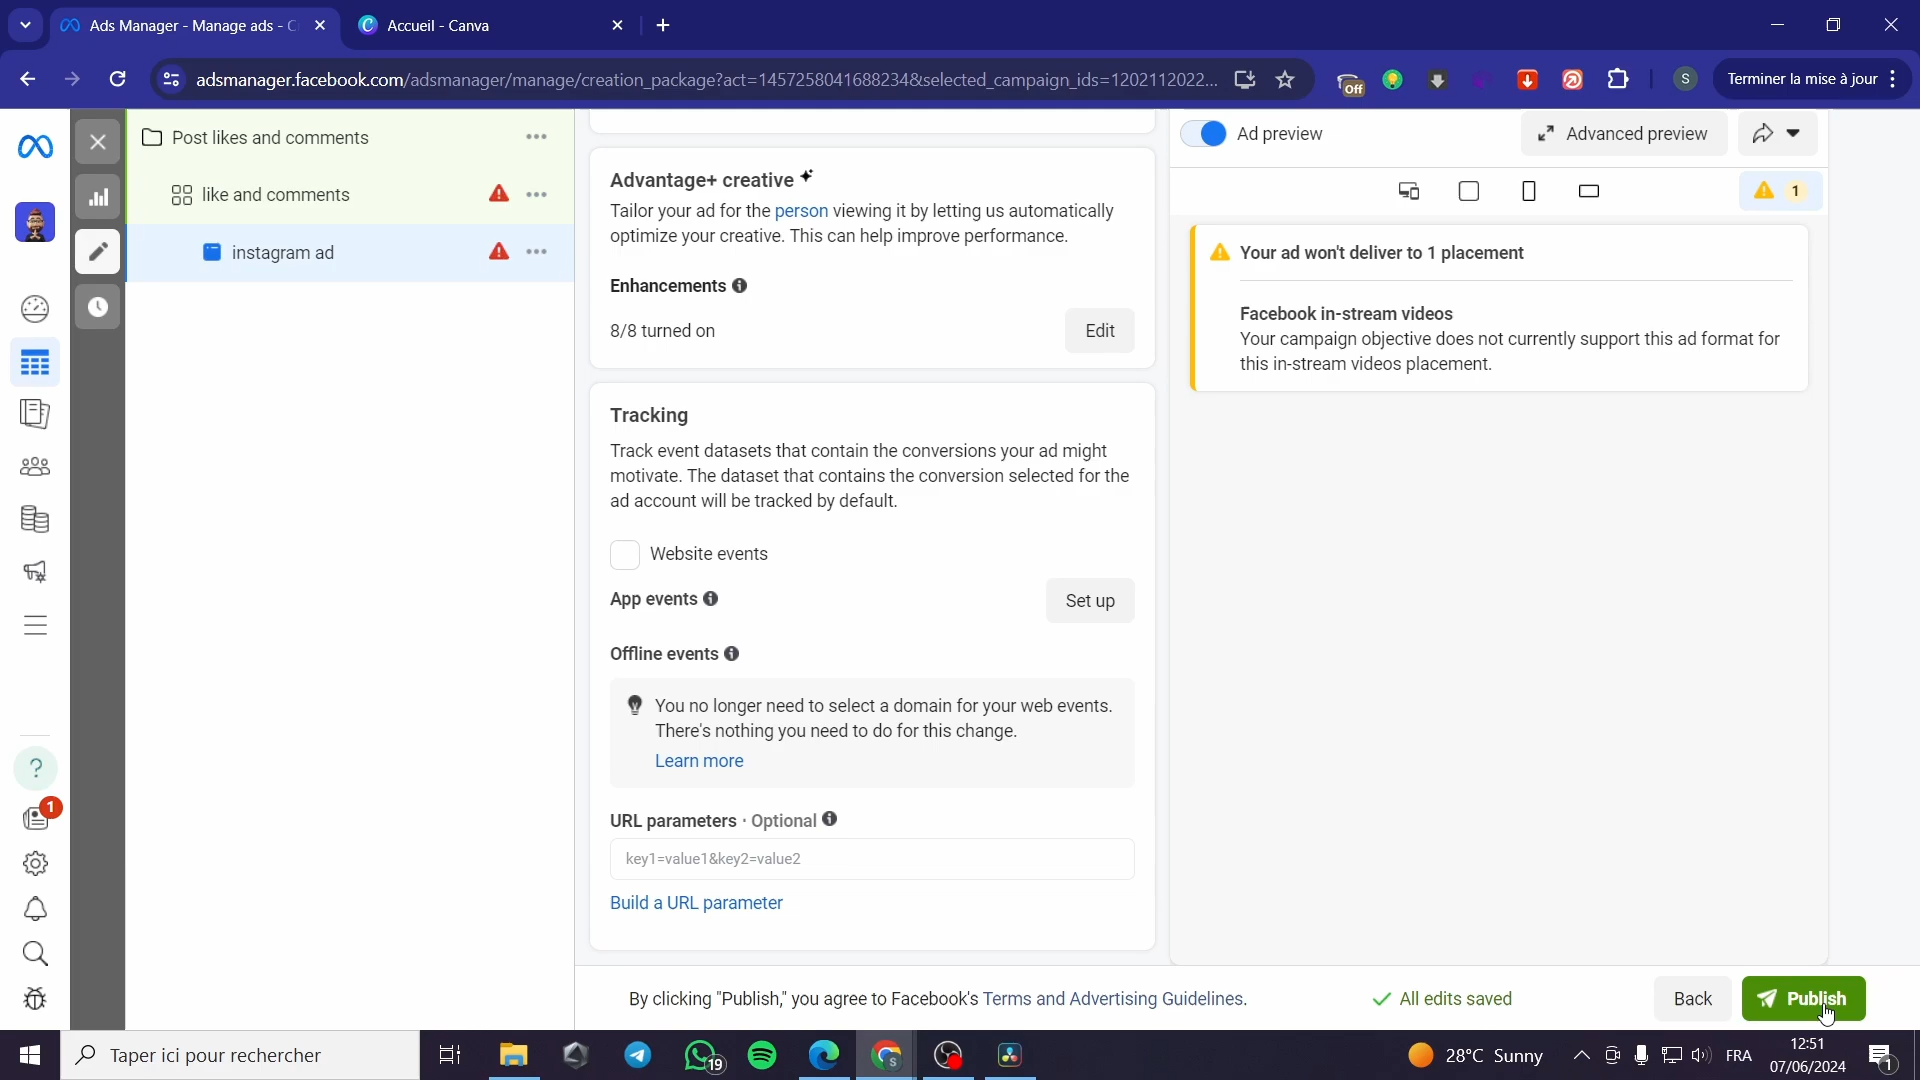 Ads Manager - Manage ads - C
Accueil - Canva
adsmanager.facebook.com/adsmanager/manage/creation_package?act=1457258041688234&selected_campaign_ids=1202112022...
Off
S
Terminer la mise à jour
Post likes and comments
like and comments
instagram ad
Advantage+ creative
Tailor your ad for the person viewing it by letting us automatically
optimize your creative. This can help improve performance.
Enhancements
8/8 turned on
Edit
Tracking
Track event datasets that contain the conversions your ad might
motivate. The dataset that contains the conversion selected for the
ad account will be tracked by default.
Website events
App events
Set up
Offline events
You no longer need to select a domain for your web events.
There's nothing you need to do for this change.
Learn more
URL parameters · Optional
key1=value1&key2=value2
Build a URL parameter
Ad preview
Advanced preview
1
Your ad won't deliver to 1 placement
Facebook in-stream videos
Your campaign objective does not currently support this ad format for
this in-stream videos placement.
?
1
By clicking "Publish," you agree to Facebook's Terms and Advertising Guidelines.
All edits saved
Back
Publish
Taper ici pour rechercher
19
S
28°C Sunny
FRA
12:51
07/06/2024
1